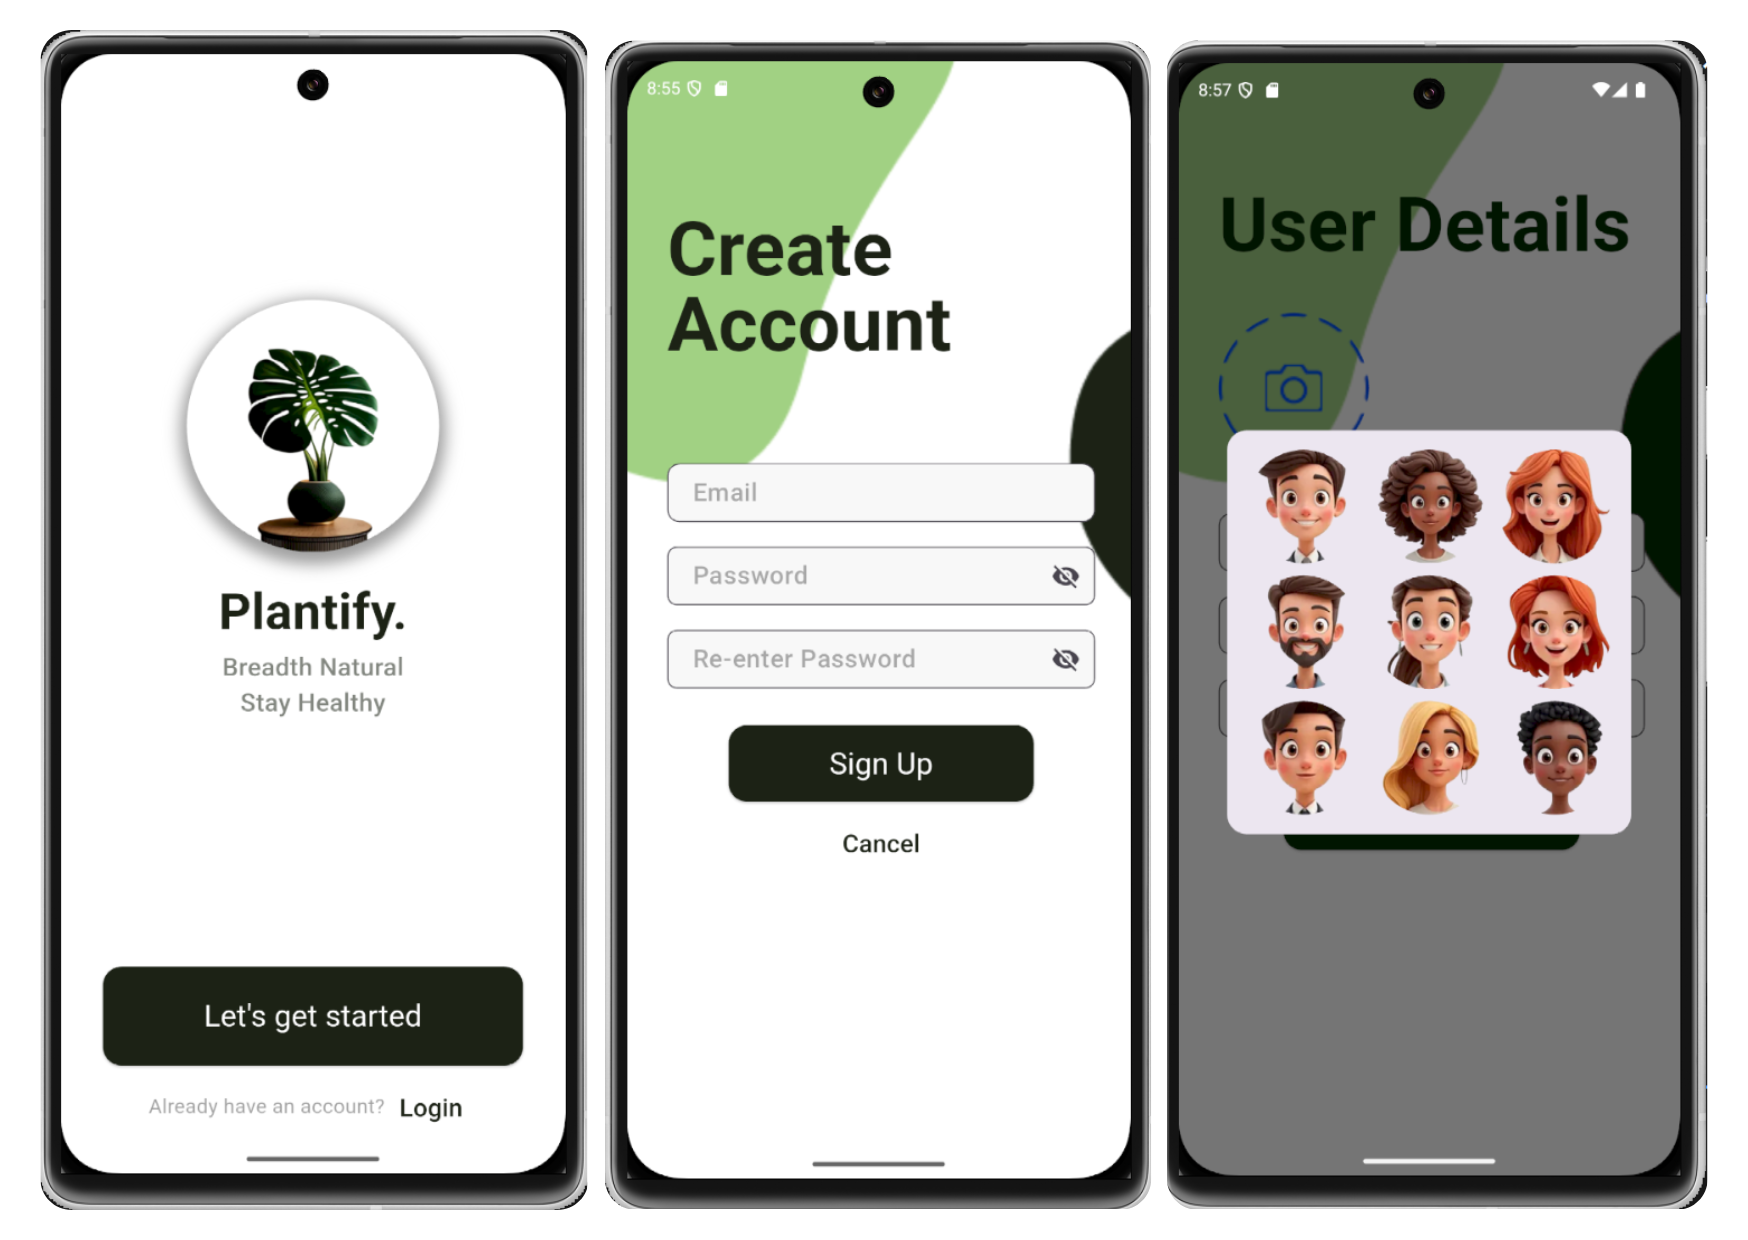 Plantify.
Breadth Natural
Stay Healthy
Let's get started
Already have an account? Login
8:55
Create
Account
Email
Password
Re-enter Password
Sign Up
Cancel
8:57
User Details